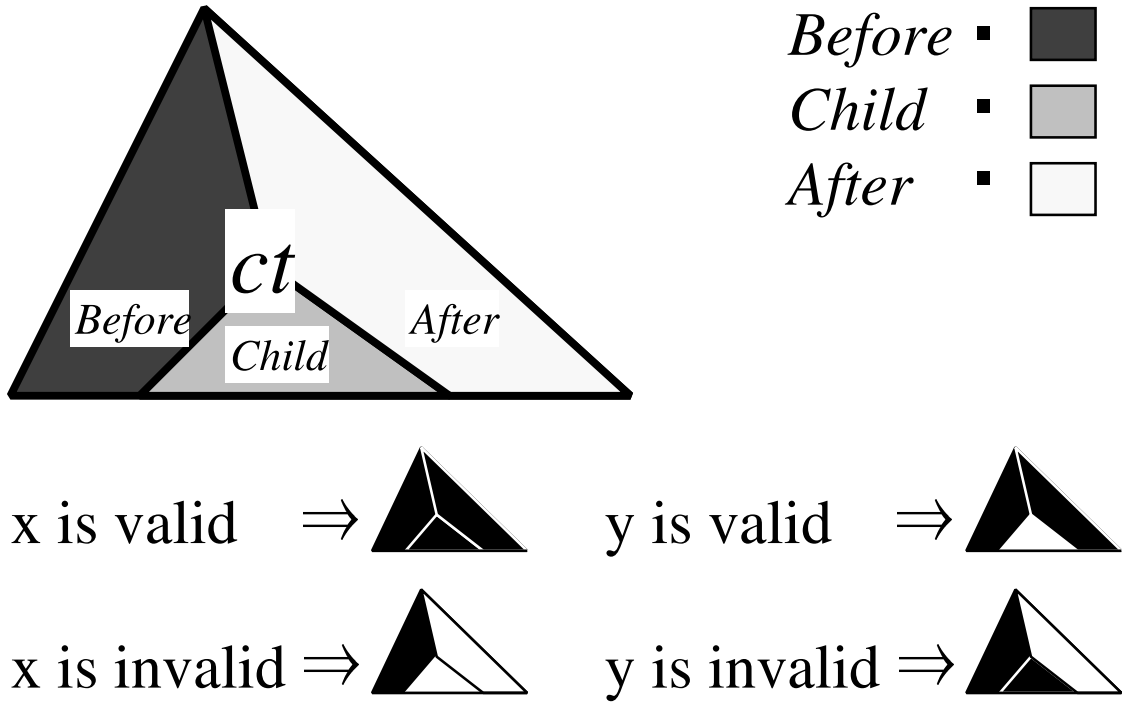 Before ▪
Child ▪
After ▪
ct
Before
After
Child
x is valid ⇒
y is valid ⇒
x is invalid ⇒
y is invalid ⇒